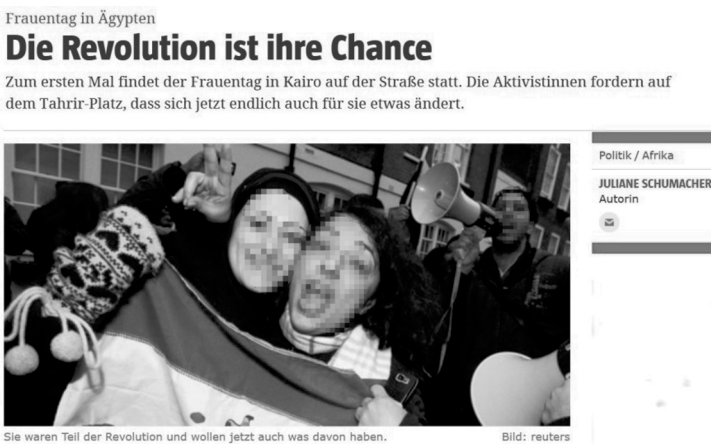 Frauentag in Ägypten
Die Revolution ist ihre Chance
Zum ersten Mal findet der Frauentag in Kairo auf der Straße statt. Die Aktivistinnen fordern auf
dem Tahrir-Platz, dass sich jetzt endlich auch für sie etwas ändert.
Politik / Afrika
JULIANE SCHUMACHER
Autorin
Sie waren Teil der Revolution und wollen jetzt auch was davon haben.
Bild: reuters